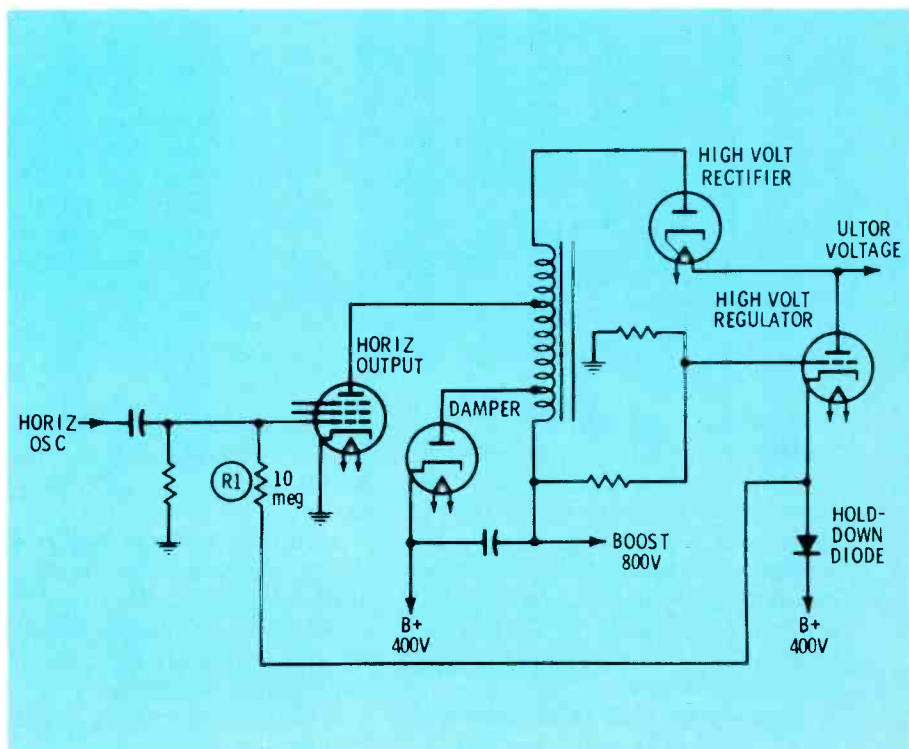 HIGH VOLT
RECTIFIER
ULTOR
VOLTAGE
HIGH VOLT
REGULATOR
HORIZ
OUTPUT
DAMPER
HORIZ
OSC
R1
10
meg
HOLD-
DOWN
DIODE
BOOST
800V
B+
400V
B+
400V